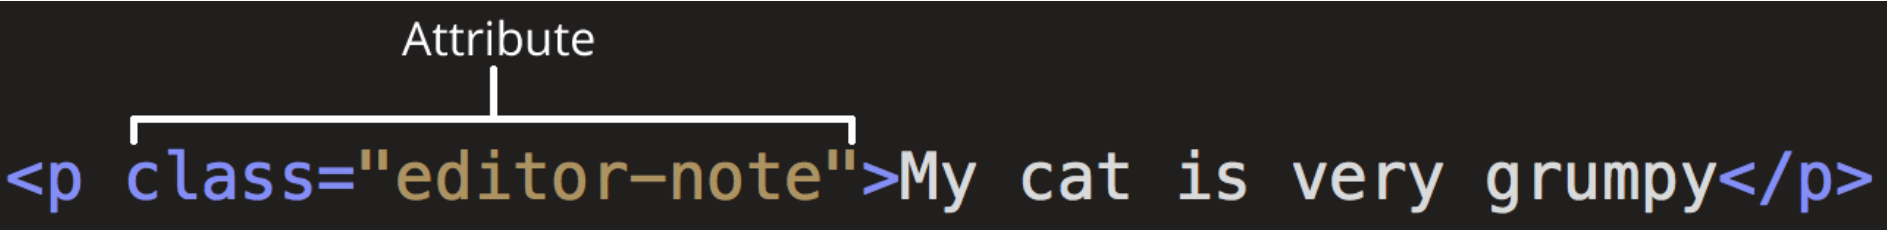 Attribute
<p class="editor-note">My cat is very grumpy</p>